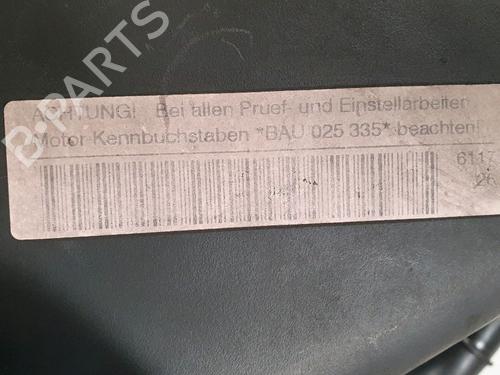 B-PARTS
ACHTUNG! Bei allen Pruef- und Einstellarbeiten
Motor-Kennbuchstaben *BAU 025 335* beachten!
6117
26